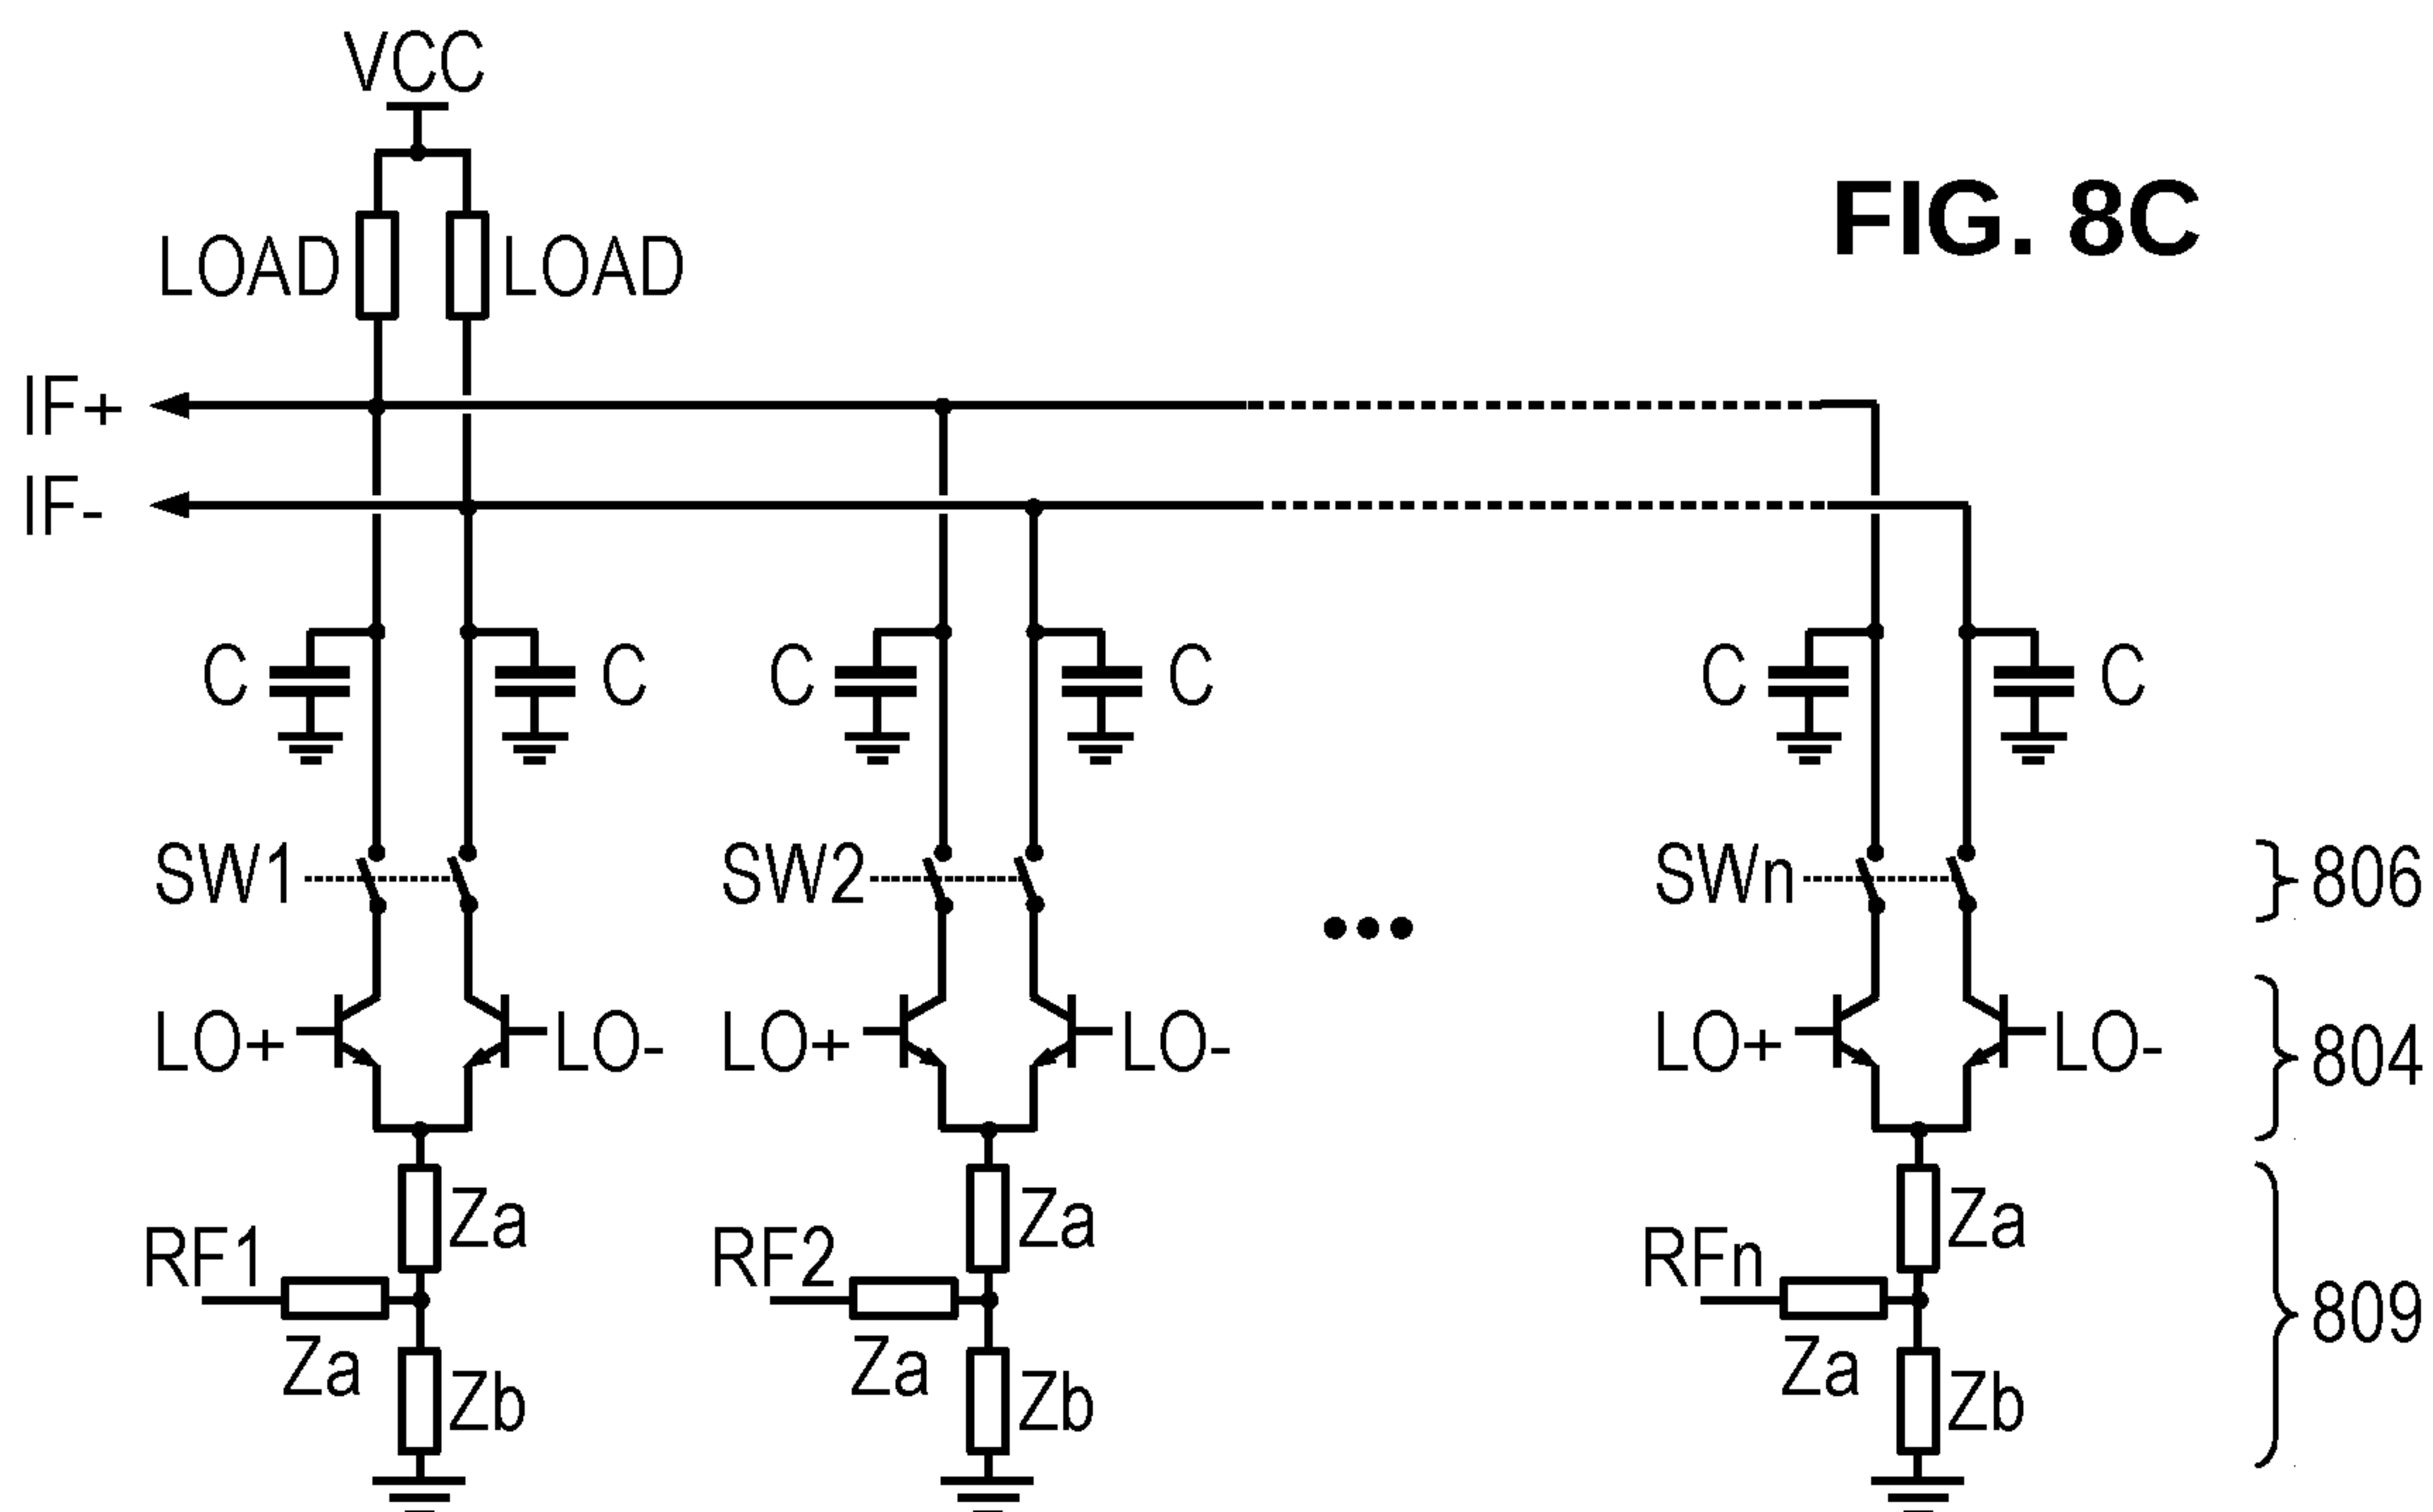 VCC
FIG. 8C
LOAD LOAD
IF+
IF-
C C C C C C
SW1 SW2 SWn 806
LO+ LO- LO+ LO- LO+ LO- 804
Za Za Za
RF1 RF2 RFn
809
Za Za Za
Zb Zb Zb